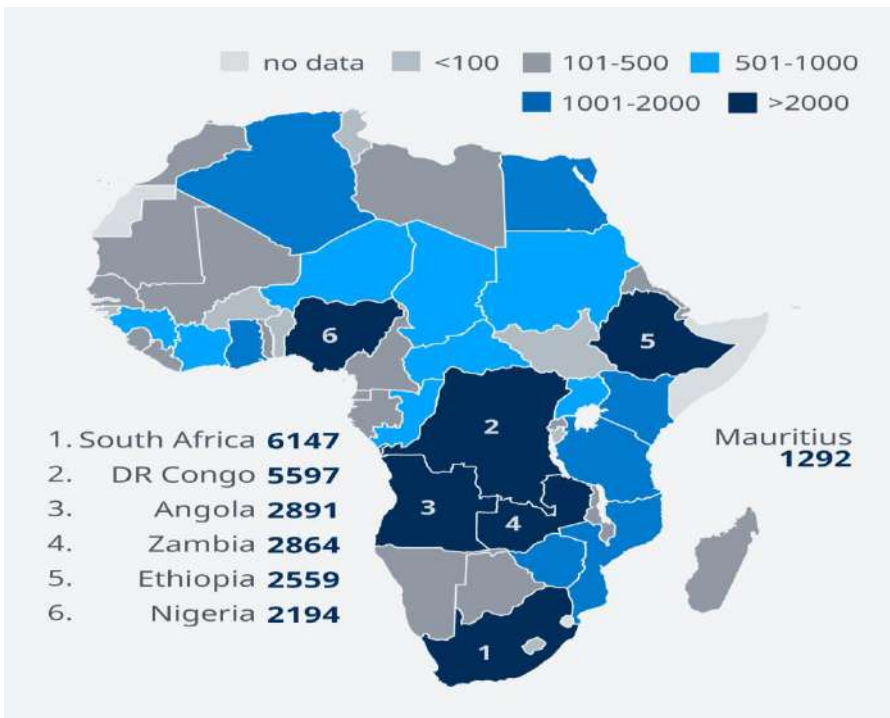 no data <100 101-500 501-1000
1001-2000 >2000
6
5
2
3
4
1
1. South Africa 6147
2. DR Congo 5597
3. Angola 2891
4. Zambia 2864
5. Ethiopia 2559
6. Nigeria 2194
Mauritius
1292